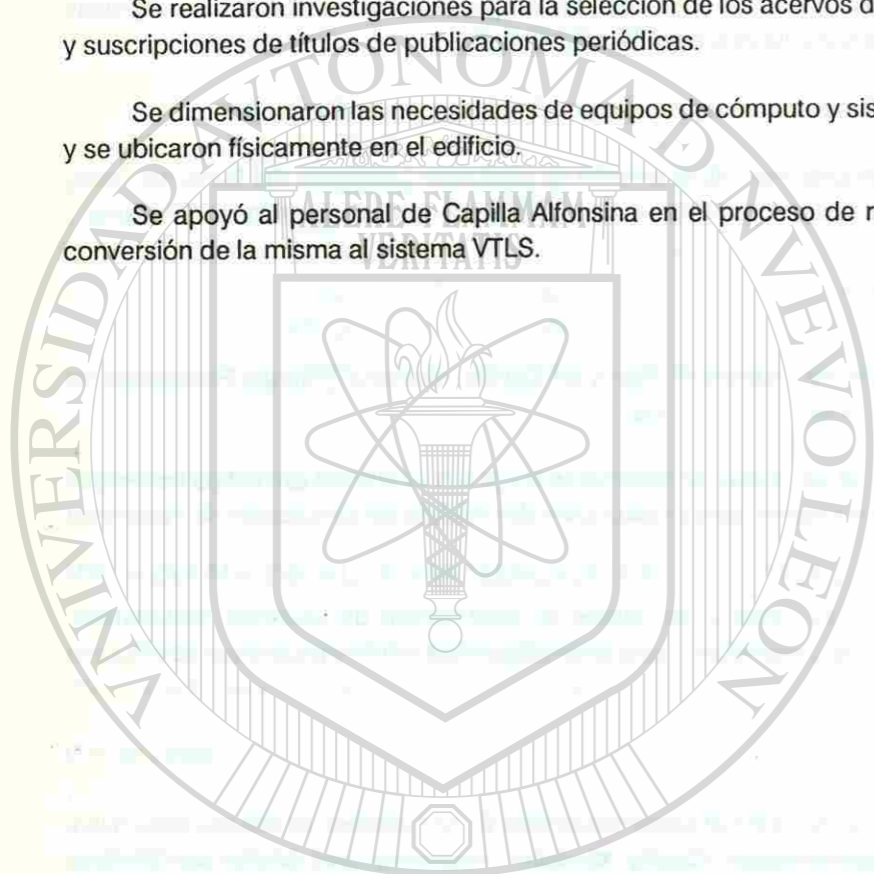 Se realizaron investigaciones para la selección de los acervos d
y suscripciones de títulos de publicaciones periódicas.
Se dimensionaron las necesidades de equipos de cómputo y sis
y se ubicaron físicamente en el edificio.
Se apoyó al personal de Capilla Alfonsina en el proceso de r
conversión de la misma al sistema VTLS.
UNIVERSIDAD AUTONOMA DE NUEVO LEON
ALERE FLAMMAM
VERITATIS